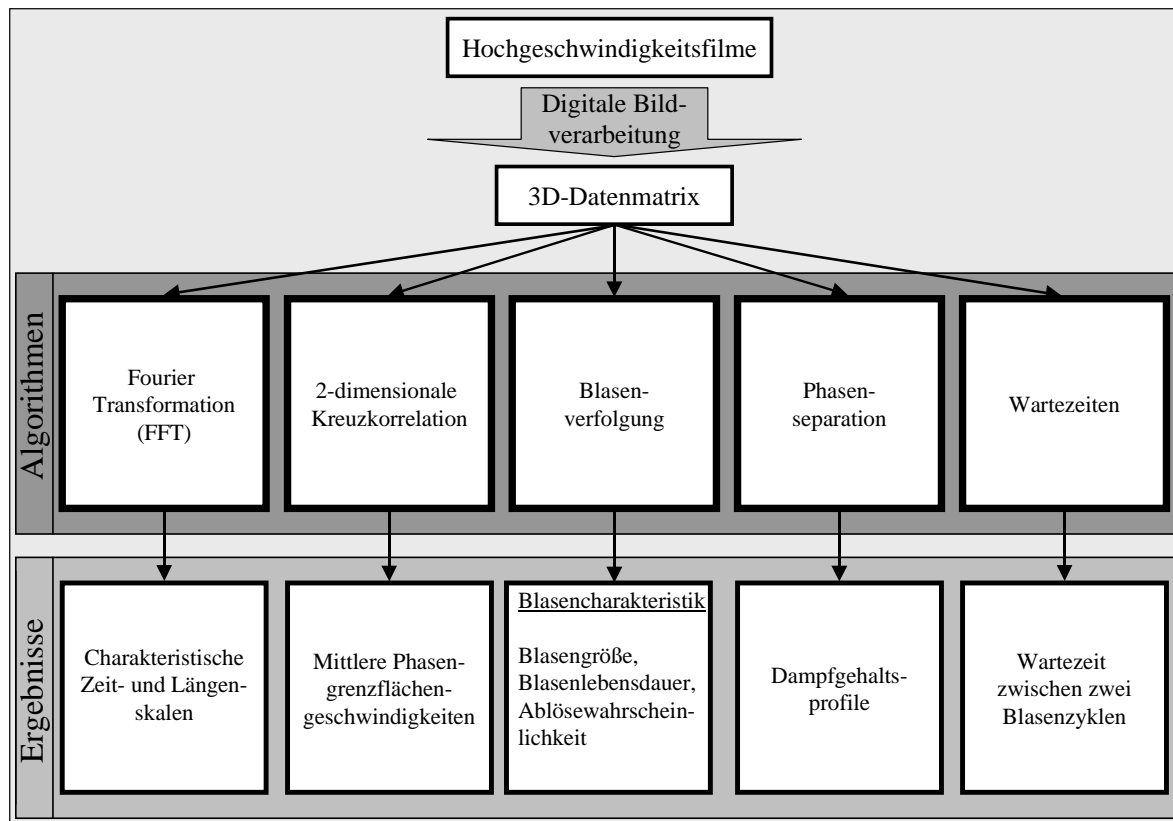 Hochgeschwindigkeitsfilme
Digitale Bild-
verarbeitung
3D-Datenmatrix
Algorithmen
Fourier
Transformation
(FFT)
2-dimensionale
Kreuzkorrelation
Blasen-
verfolgung
Phasen-
separation
Wartezeiten
Ergebnisse
Charakteristische
Zeit- und Längen-
skalen
Mittlere Phasen-
grenzflächen-
geschwindigkeiten
Blasencharakteristik
Blasengröße,
Blasenlebensdauer,
Ablösewahrschein-
lichkeit
Dampfgehalts-
profile
Wartezeit
zwischen zwei
Blasenzyklen